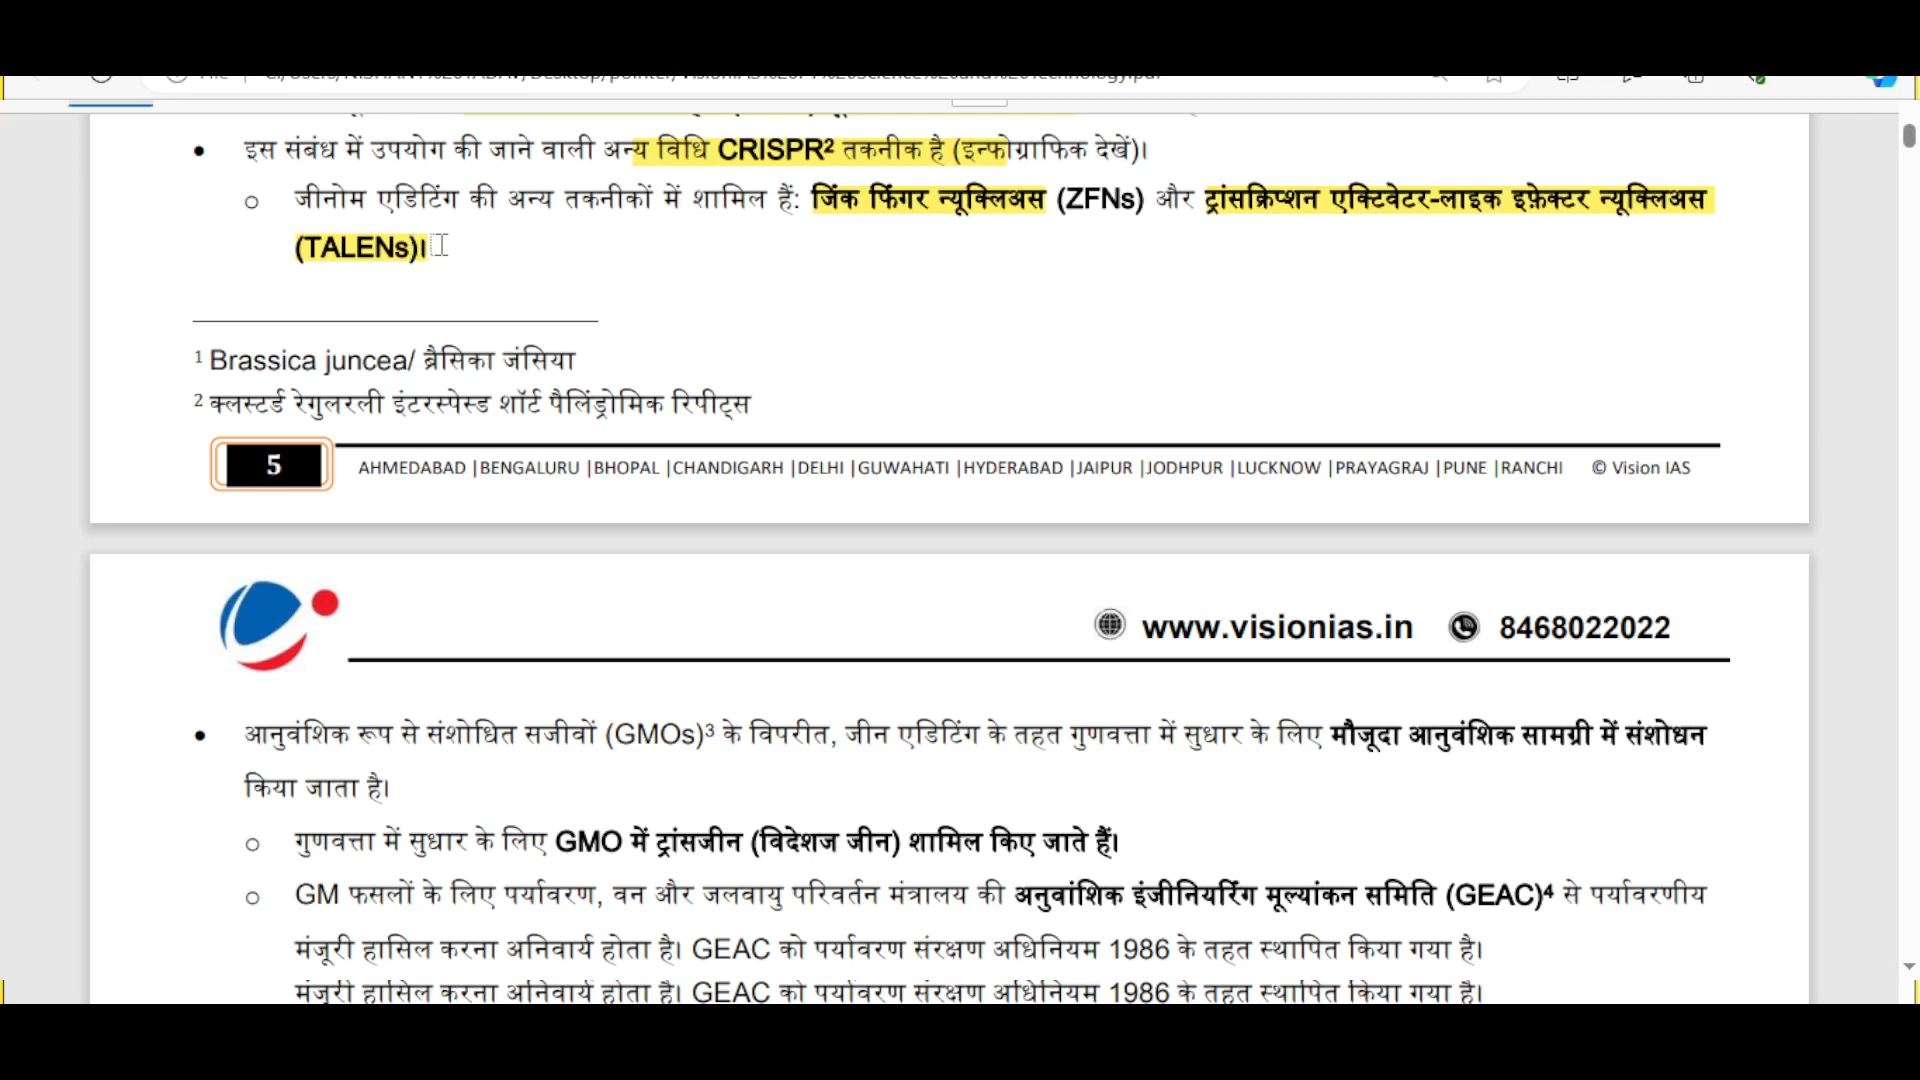 • इस संबंध में उपयोग की जाने वाली अन्य विधि CRISPR² तकनीक है (इन्फोग्राफिक देखें)।
o जीनोम एडिटिंग की अन्य तकनीकों में शामिल हैं: जिंक फिंगर न्यूक्लिअस (ZFNs) और ट्रांसक्रिप्शन एक्टिवेटर-लाइक इफ़ेक्टर न्यूक्लिअस
(TALENs)।
¹ Brassica juncea/ ब्रैसिका जंसिया
² क्लस्टर्ड रेगुलरली इंटरस्पेस्ड शॉर्ट पैलिंड्रोमिक रिपीट्स
5 AHMEDABAD |BENGALURU |BHOPAL |CHANDIGARH |DELHI |GUWAHATI |HYDERABAD |JAIPUR |JODHPUR |LUCKNOW |PRAYAGRAJ |PUNE |RANCHI © Vision IAS
www.visionias.in 8468022022
• आनुवंशिक रूप से संशोधित सजीवों (GMOs)³ के विपरीत, जीन एडिटिंग के तहत गुणवत्ता में सुधार के लिए मौजूदा आनुवंशिक सामग्री में संशोधन
किया जाता है।
o गुणवत्ता में सुधार के लिए GMO में ट्रांसजीन (विदेशज जीन) शामिल किए जाते हैं।
o GM फसलों के लिए पर्यावरण, वन और जलवायु परिवर्तन मंत्रालय की अनुवांशिक इंजीनियरिंग मूल्यांकन समिति (GEAC)⁴ से पर्यावरणीय
मंजूरी हासिल करना अनिवार्य होता है। GEAC को पर्यावरण संरक्षण अधिनियम 1986 के तहत स्थापित किया गया है।
मंजूरी हासिल करना अनिवार्य होता है। GEAC को पर्यावरण संरक्षण अधिनियम 1986 के तहत स्थापित किया गया है।